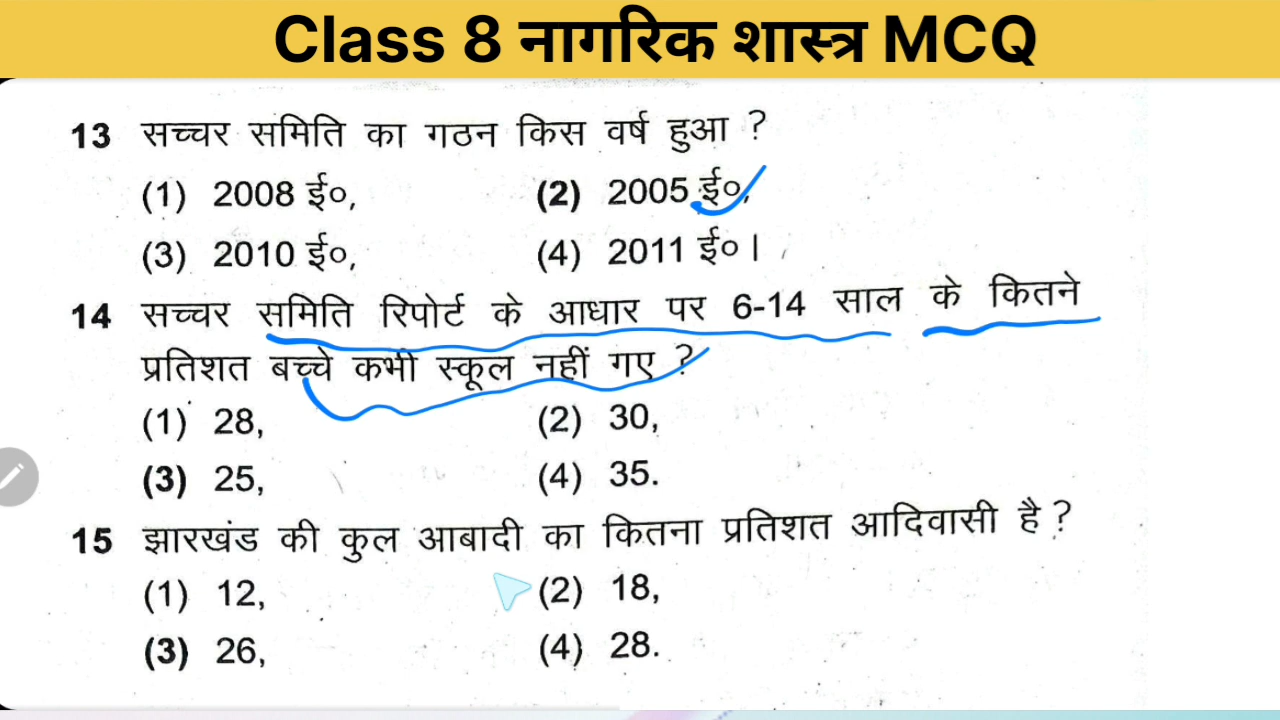 Class 8 नागरिक शास्त्र MCQ
13 सच्चर समिति का गठन किस वर्ष हुआ ?
(1) 2008 ई०, (2) 2005 ई०,
(3) 2010 ई०, (4) 2011 ई० ।
14 सच्चर समिति रिपोर्ट के आधार पर 6-14 साल के कितने
प्रतिशत बच्चे कभी स्कूल नहीं गए ?
(1) 28, (2) 30,
(3) 25, (4) 35.
15 झारखंड की कुल आबादी का कितना प्रतिशत आदिवासी है ?
(1) 12, (2) 18,
(3) 26, (4) 28.